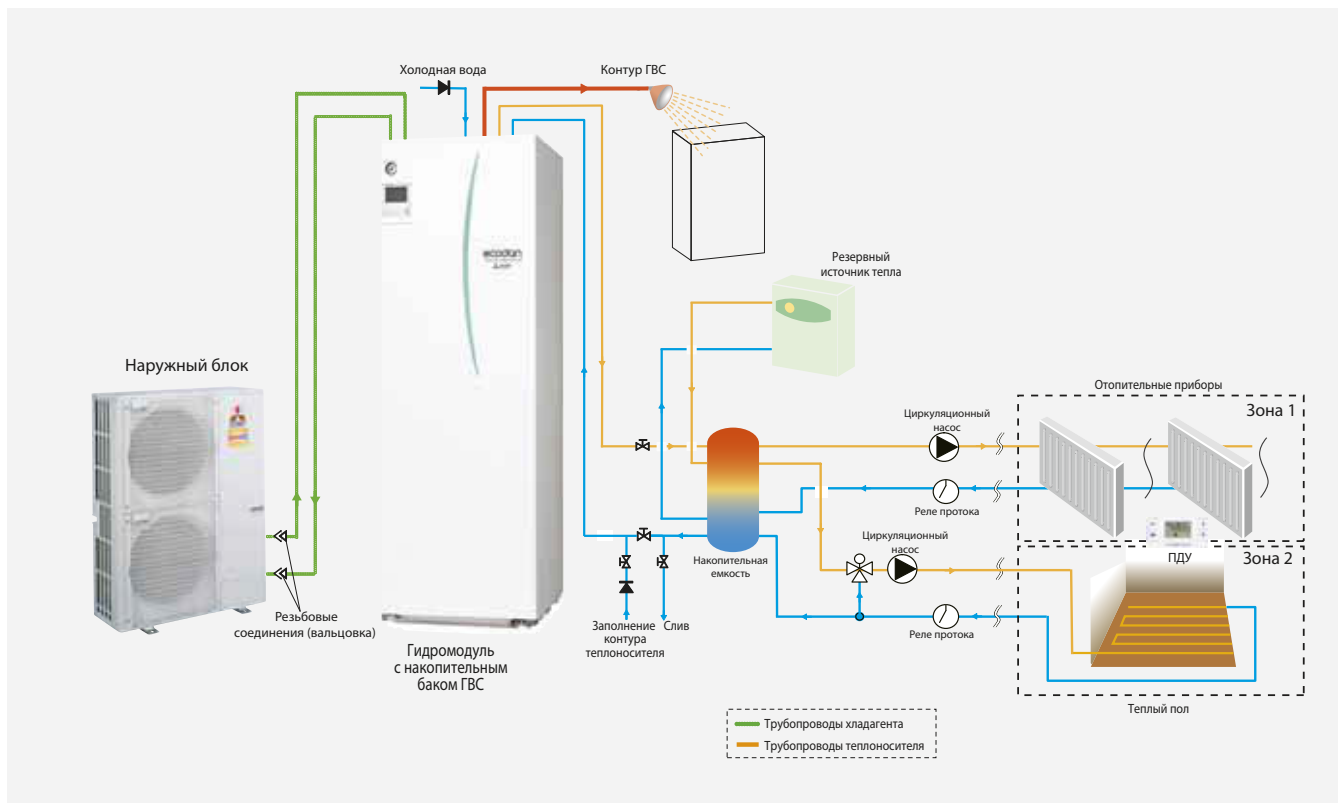 Холодная вода
Контур ГВС
ecodan
Резервный
источник тепла
Наружный блок
Отопительные приборы
Зона 1
Циркуляционный
насос
Реле протока
Накопительная
емкость
Циркуляционный
насос
ПДУ
Зона 2
Резьбовые
соединения (вальцовка)
Заполнение
контура
теплоносителя
Слив
Реле протока
Гидромодуль
с накопительным
баком ГВС
Теплый пол
Трубопроводы хладагента
Трубопроводы теплоносителя